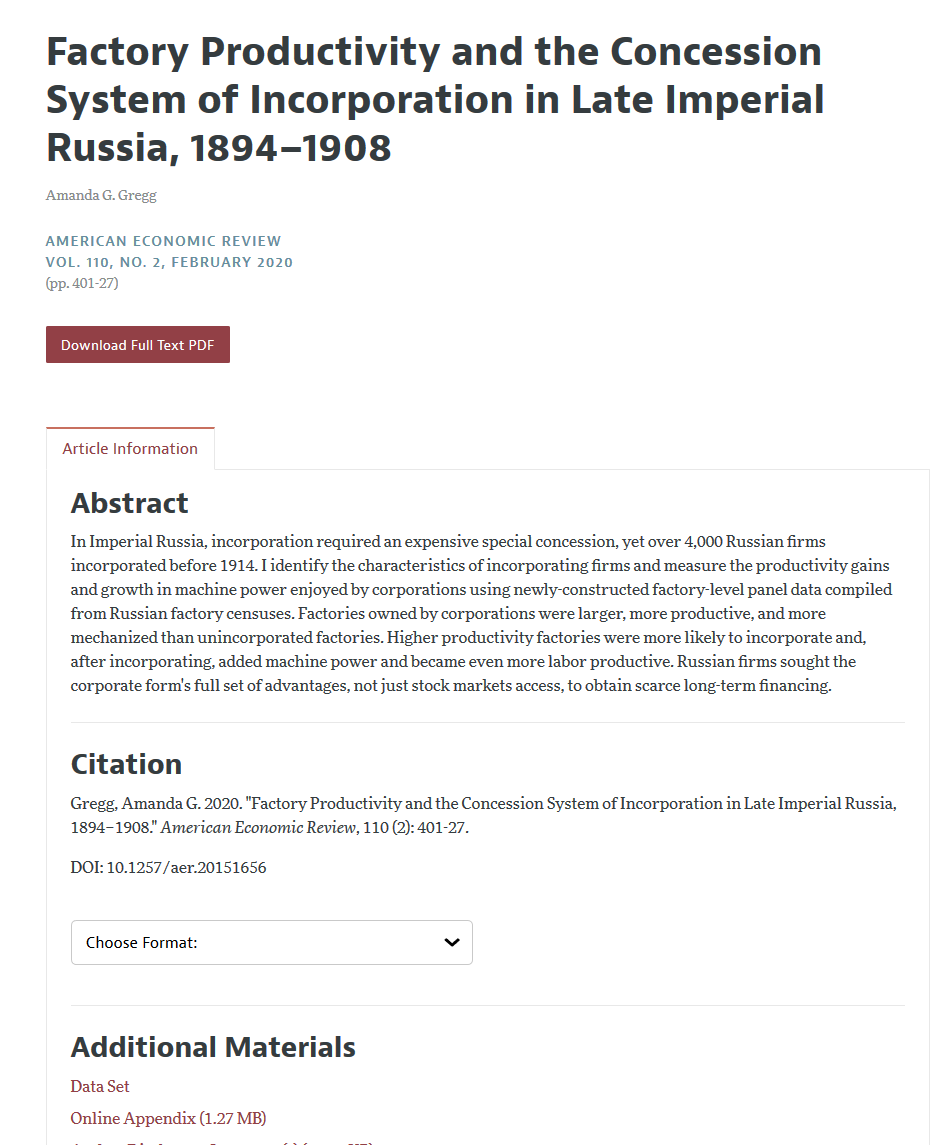 Factory Productivity and the Concession
System of Incorporation in Late Imperial
Russia, 1894–1908
Amanda G. Gregg
AMERICAN ECONOMIC REVIEW
VOL. 110, NO. 2, FEBRUARY 2020
(pp. 401-27)
Download Full Text PDF
Article Information
Abstract
In Imperial Russia, incorporation required an expensive special concession, yet over 4,000 Russian firms
incorporated before 1914. I identify the characteristics of incorporating firms and measure the productivity gains
and growth in machine power enjoyed by corporations using newly-constructed factory-level panel data compiled
from Russian factory censuses. Factories owned by corporations were larger, more productive, and more
mechanized than unincorporated factories. Higher productivity factories were more likely to incorporate and,
after incorporating, added machine power and became even more labor productive. Russian firms sought the
corporate form's full set of advantages, not just stock markets access, to obtain scarce long-term financing.
Citation
Gregg, Amanda G. 2020. "Factory Productivity and the Concession System of Incorporation in Late Imperial Russia,
1894–1908." American Economic Review, 110 (2): 401-27.
DOI: 10.1257/aer.20151656
Choose Format:
Additional Materials
Data Set
Online Appendix (1.27 MB)